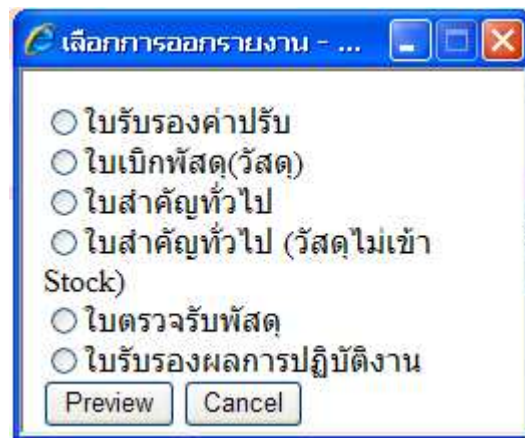 เลือกการออกรายงาน - ...
ใบรับรองค่าปรับ
ใบเบิกพัสดุ(วัสดุ)
ใบสำคัญทั่วไป
ใบสำคัญทั่วไป (วัสดุไม่เข้า
Stock)
ใบตรวจรับพัสดุ
ใบรับรองผลการปฏิบัติงาน
Preview Cancel